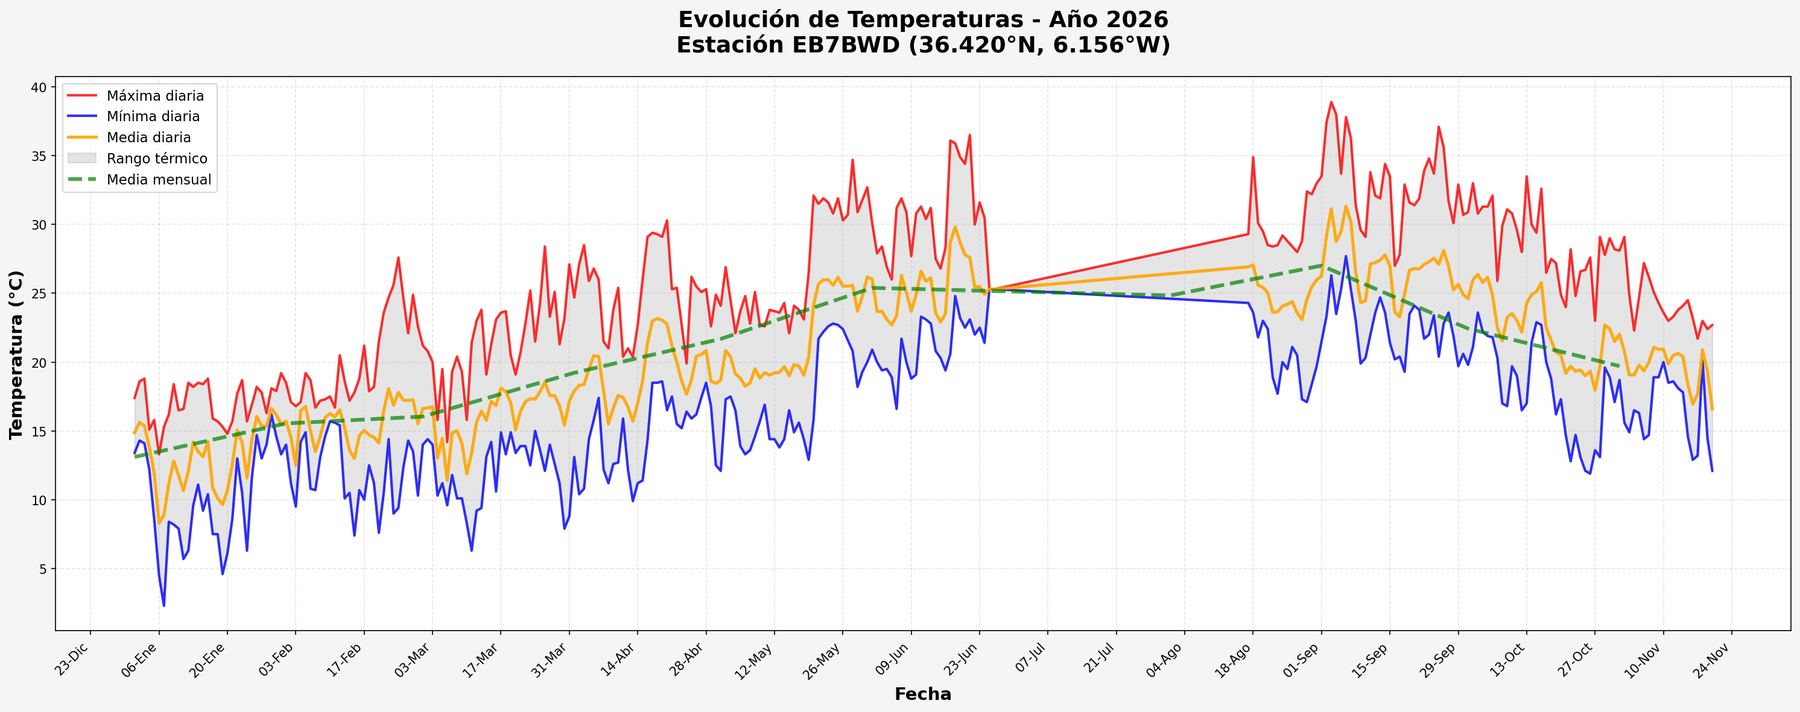 Evolución de Temperaturas - Año 2026
Estación EB7BWD (36.420°N, 6.156°W)
Máxima diaria
Mínima diaria
Media diaria
Rango térmico
Media mensual
Temperatura (°C)
40
35
30
25
20
15
10
5
23-Dic
06-Ene
20-Ene
03-Feb
17-Feb
03-Mar
17-Mar
31-Mar
14-Abr
28-Abr
12-May
26-May
09-Jun
23-Jun
07-Jul
21-Jul
04-Ago
18-Ago
01-Sep
15-Sep
29-Sep
13-Oct
27-Oct
10-Nov
24-Nov
Fecha